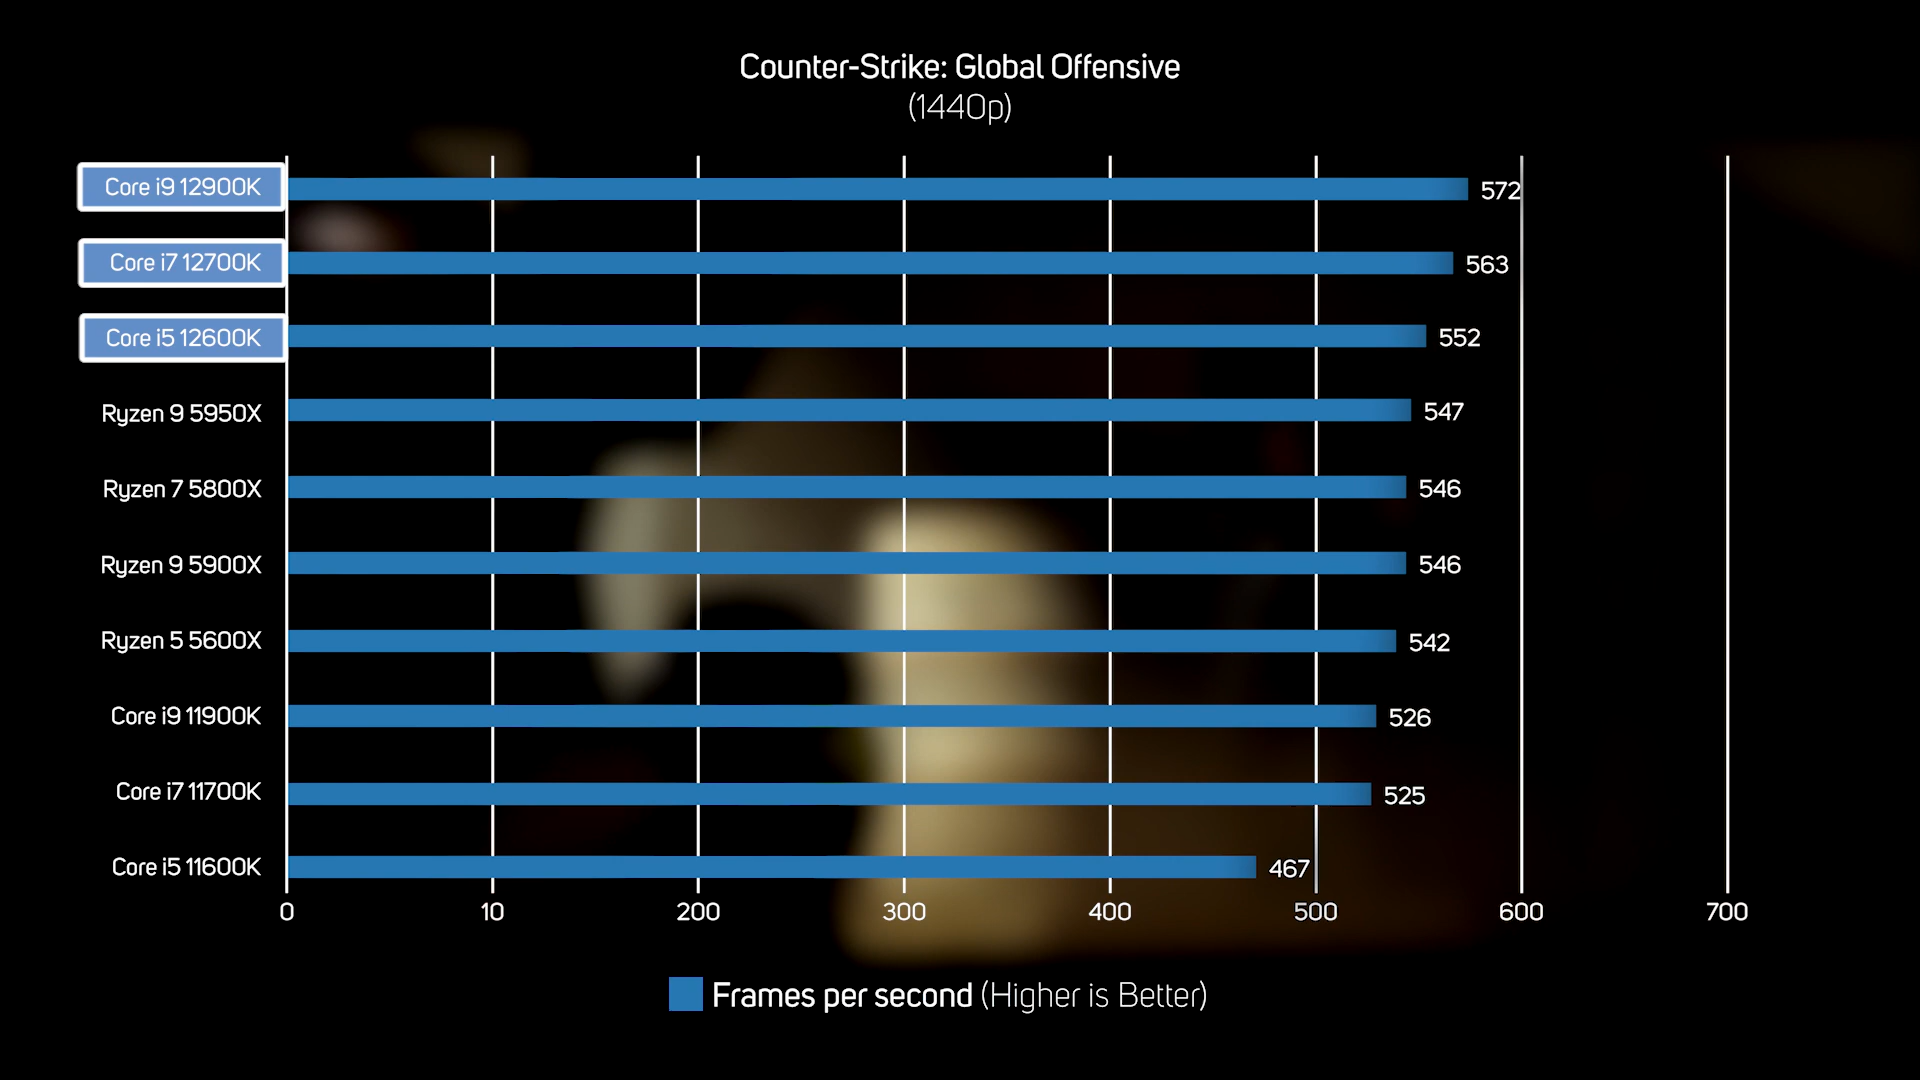 Counter-Strike: Global Offensive
(1440p)
Core i9 12900K 572
Core i7 12700K 563
Core i5 12600K 552
Ryzen 9 5950X 547
Ryzen 7 5800X 546
Ryzen 9 5900X 546
Ryzen 5 5600X 542
Core i9 11900K 526
Core i7 11700K 525
Core i5 11600K 467
0 10 200 300 400 500 600 700
Frames per second (Higher is Better)